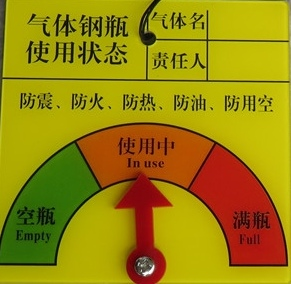 气体钢瓶
使用状态
气体名
责任人
防震、防火、防热、防油、防用空
使用中
In use
空瓶
Empty
满瓶
Full